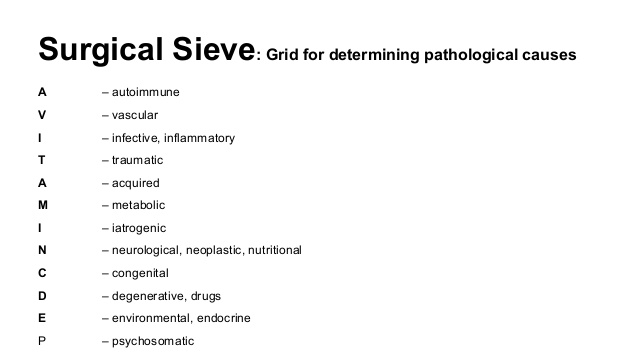 Surgical Sieve: Grid for determining pathological causes
A – autoimmune
V – vascular
I – infective, inflammatory
T – traumatic
A – acquired
M – metabolic
I – iatrogenic
N – neurological, neoplastic, nutritional
C – congenital
D – degenerative, drugs
E – environmental, endocrine
P – psychosomatic